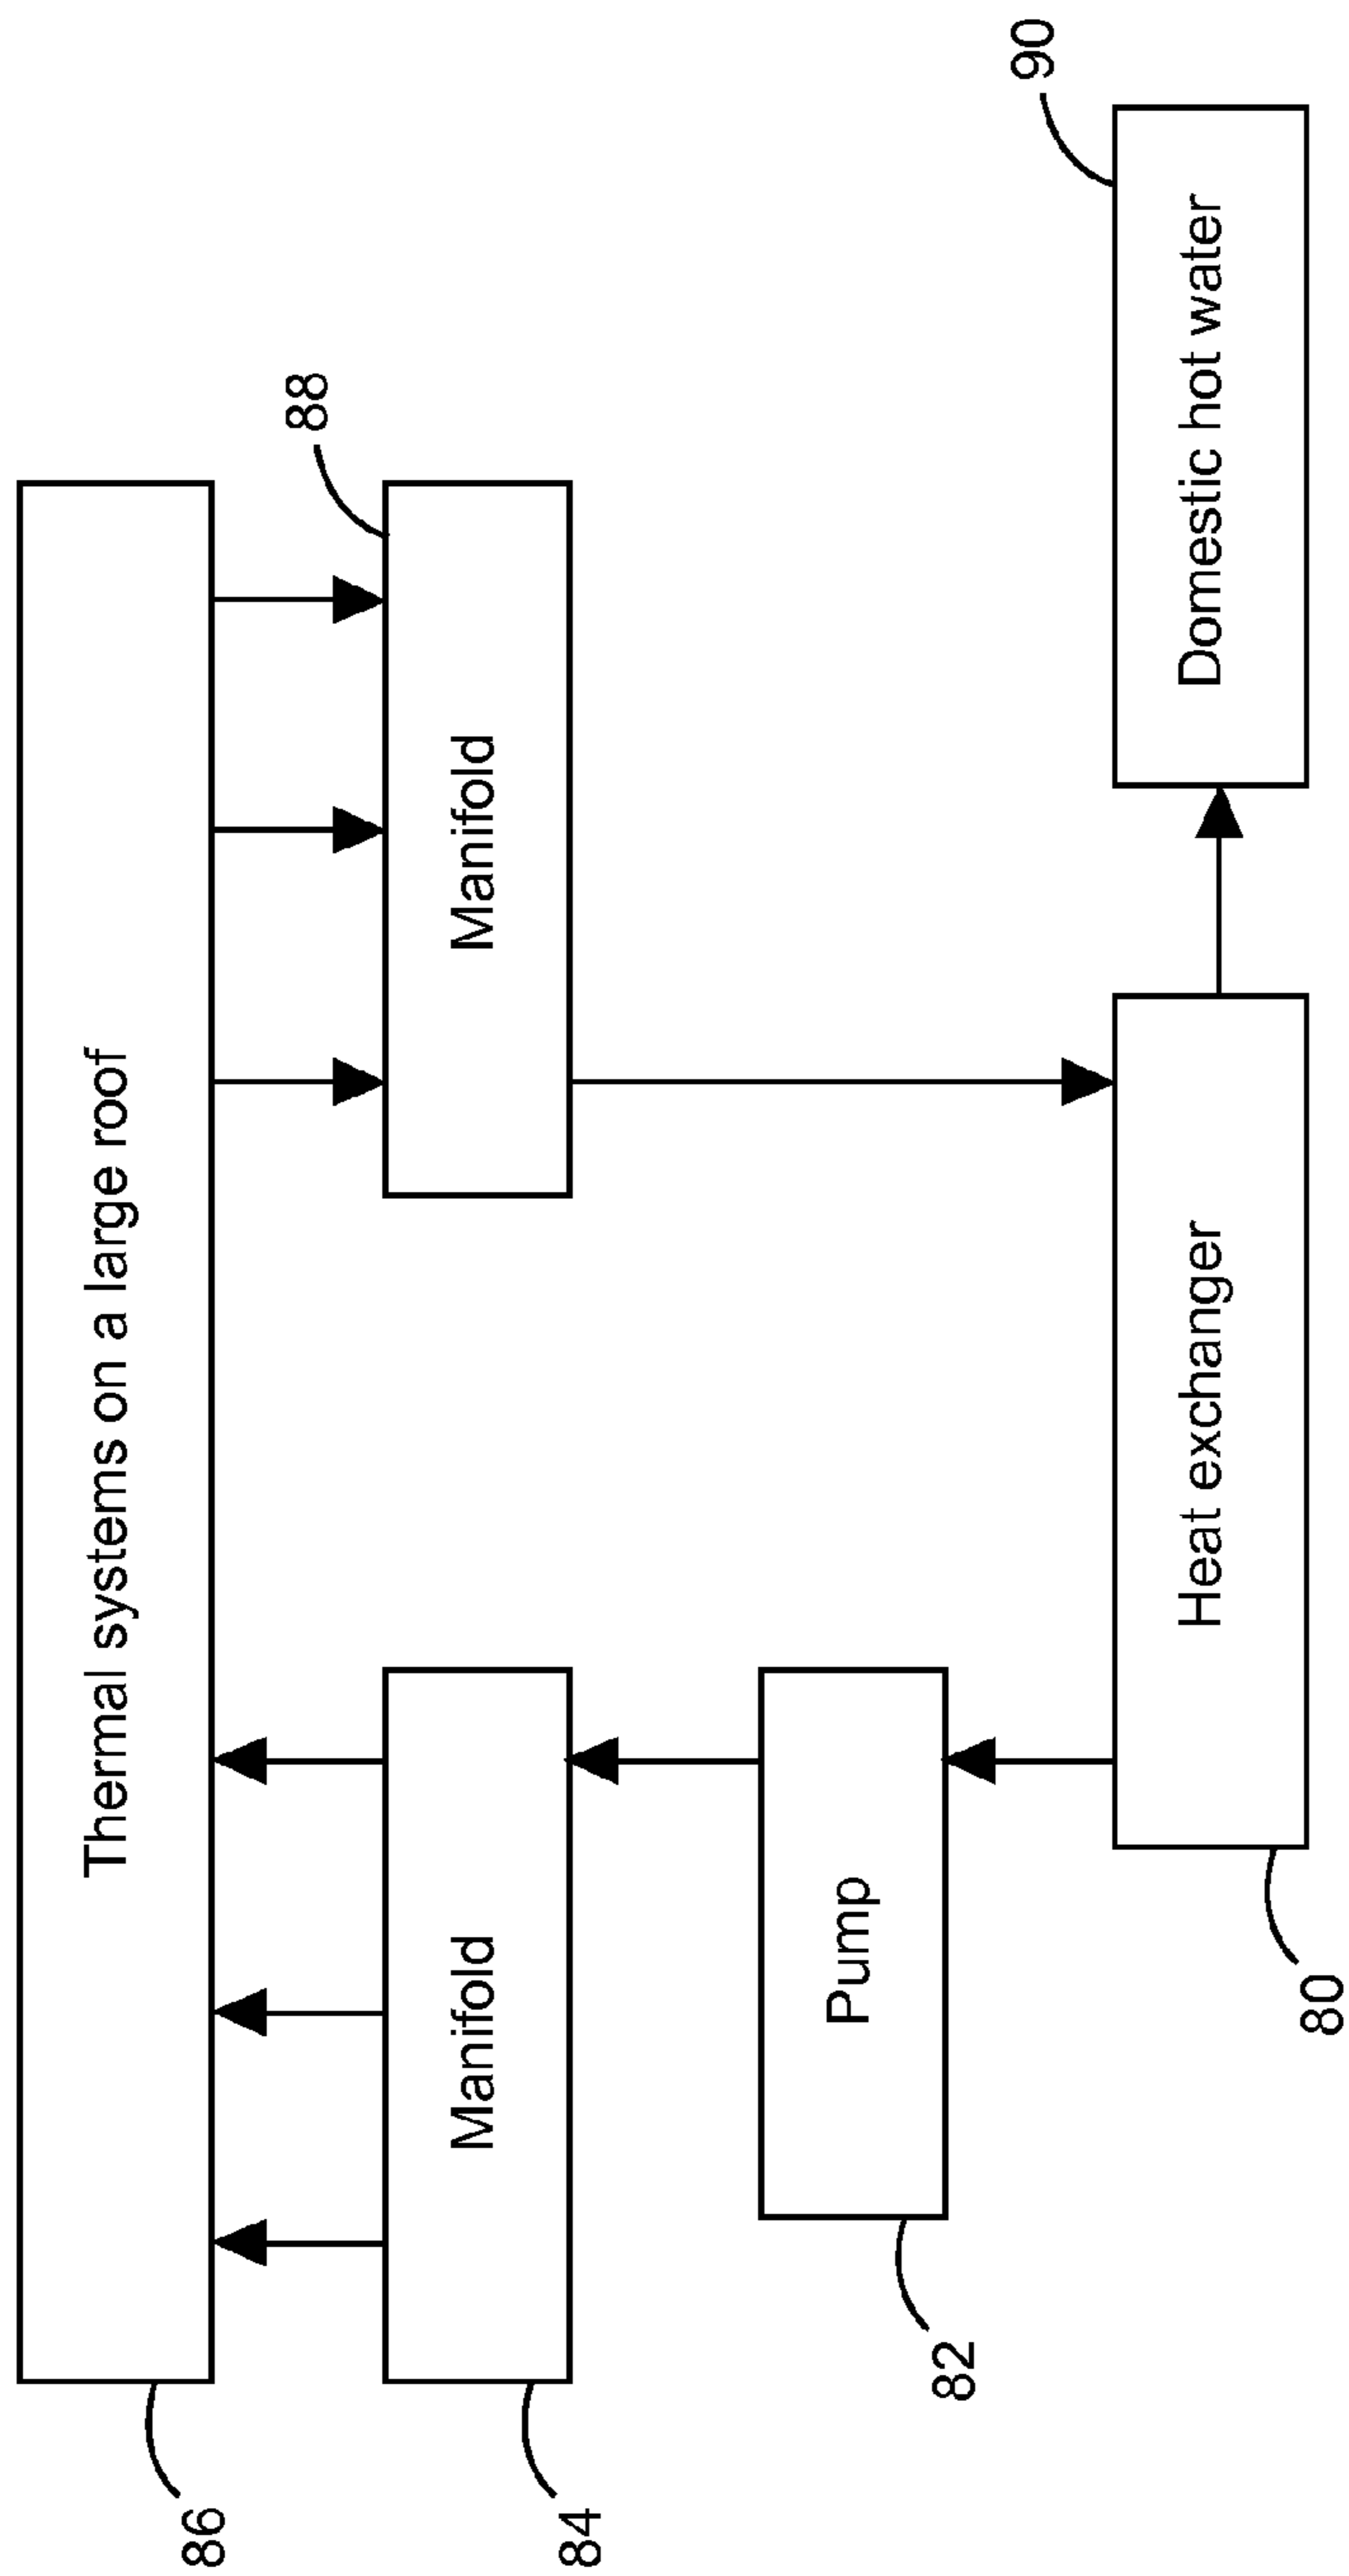 86
Thermal systems on a large roof
84
Manifold
Manifold
88
82
Pump
80
Heat exchanger
Domestic hot water
90